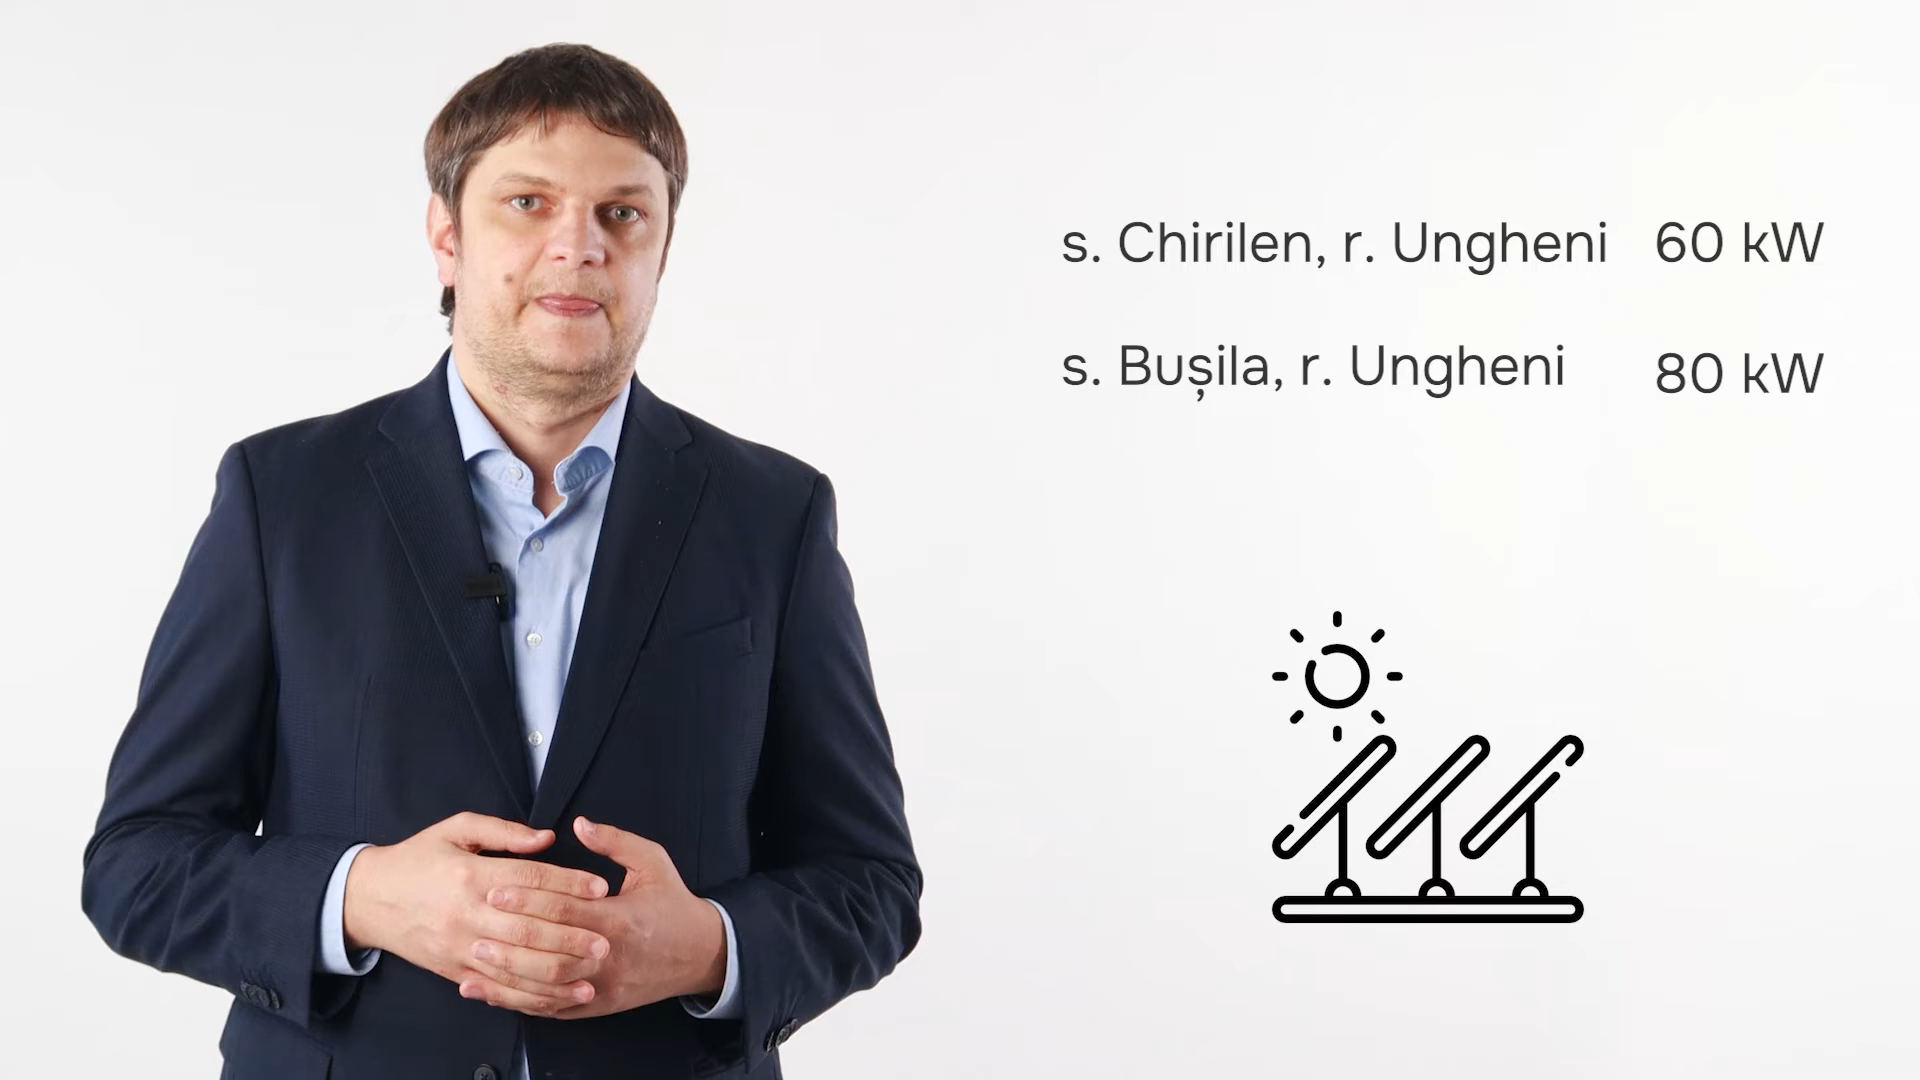 s. Chirilen, r. Ungheni 60 kW
s. Bușila, r. Ungheni 80 kW